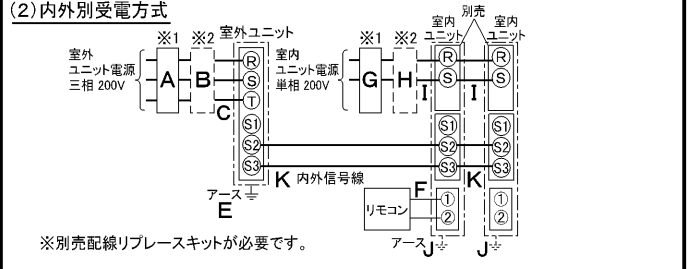 (2)内外別受電方式
室外ユニット
別売
室内
ユニット
室内
ユニット
※1 ※2
※1 ※2
室外
ユニット電源
三相 200V
A
B
C
R
S
T
S1
S2
S3
室内
ユニット電源
単相 200V
G
H
I
R
S
I
R
S
S1
S2
S3
S1
S2
S3
K 内外信号線
K
アース
E
リモコン
F
①
②
①
②
アース J
J
※別売配線リプレースキットが必要です。